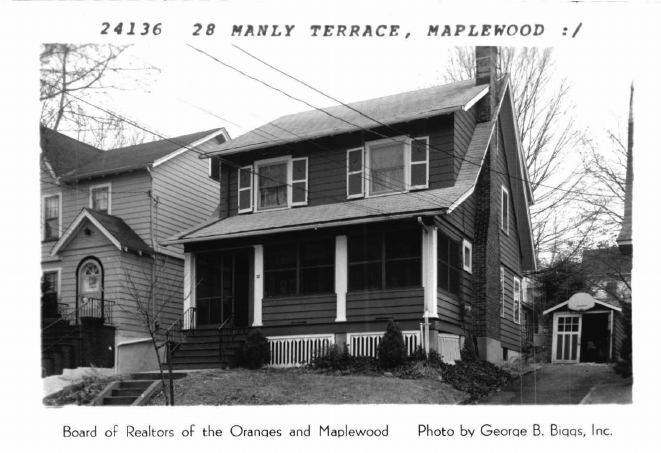 24136 28 MANLY TERRACE, MAPLEWOOD :/
Board of Realtors of the Oranges and Maplewood Photo by George B. Biggs, Inc.